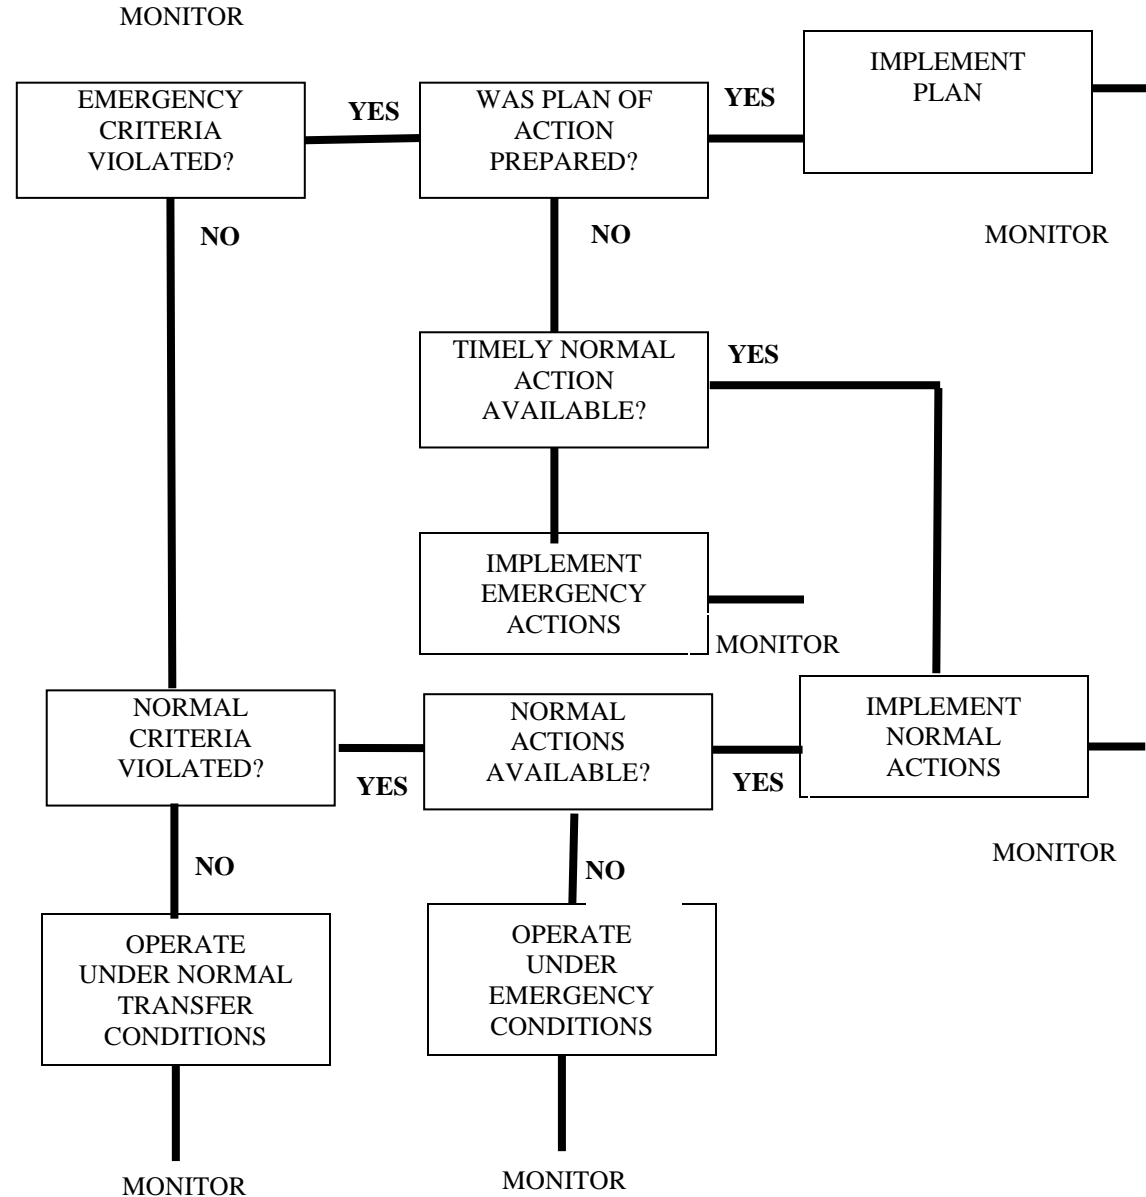 MONITOR
EMERGENCY
CRITERIA
VIOLATED?
YES
WAS PLAN OF
ACTION
PREPARED?
YES
IMPLEMENT
PLAN
NO
NO
MONITOR
TIMELY NORMAL
ACTION
AVAILABLE?
YES
IMPLEMENT
EMERGENCY
ACTIONS
MONITOR
NORMAL
CRITERIA
VIOLATED?
YES
NORMAL
ACTIONS
AVAILABLE?
YES
IMPLEMENT
NORMAL
ACTIONS
MONITOR
NO
NO
OPERATE
UNDER NORMAL
TRANSFER
CONDITIONS
OPERATE
UNDER
EMERGENCY
CONDITIONS
MONITOR
MONITOR